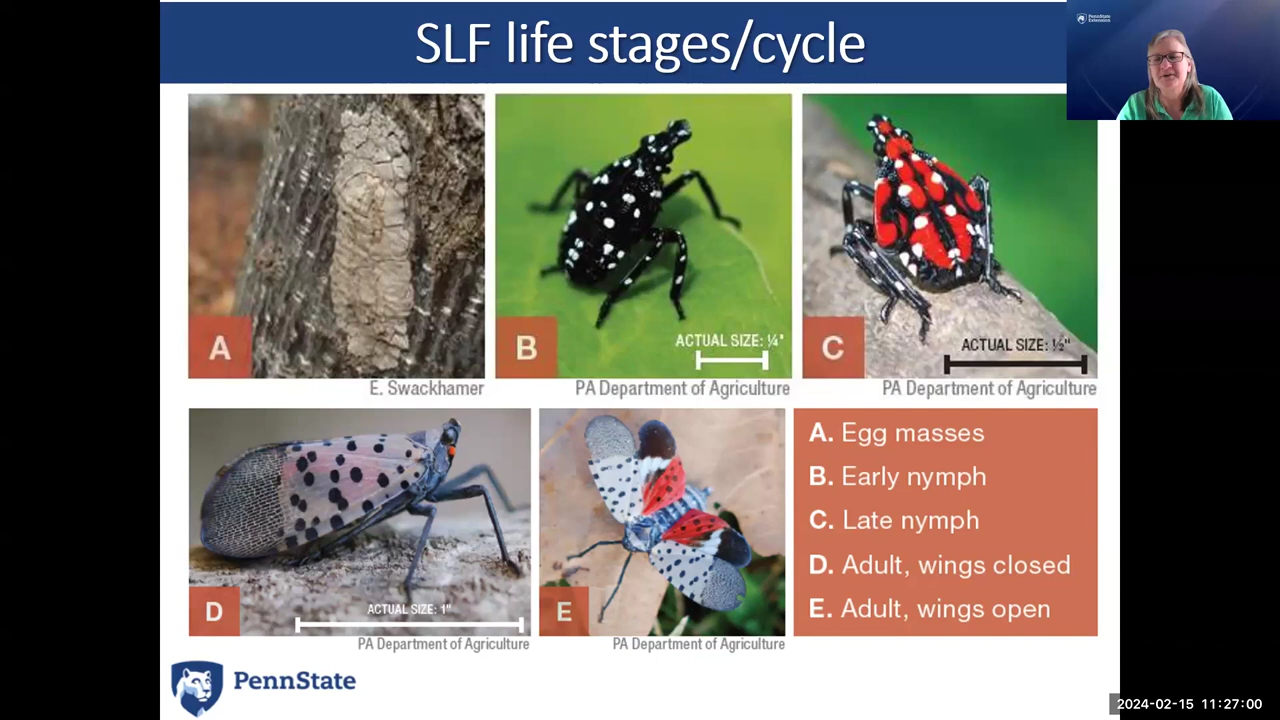 SLF life stages/cycle
PennState
Extension
A
E. Swackhamer
B
ACTUAL SIZE: ¼"
PA Department of Agriculture
C
ACTUAL SIZE: ½"
PA Department of Agriculture
D
ACTUAL SIZE: 1"
PA Department of Agriculture
E
PA Department of Agriculture
A. Egg masses
B. Early nymph
C. Late nymph
D. Adult, wings closed
E. Adult, wings open
PennState
2024-02-15 11:27:00